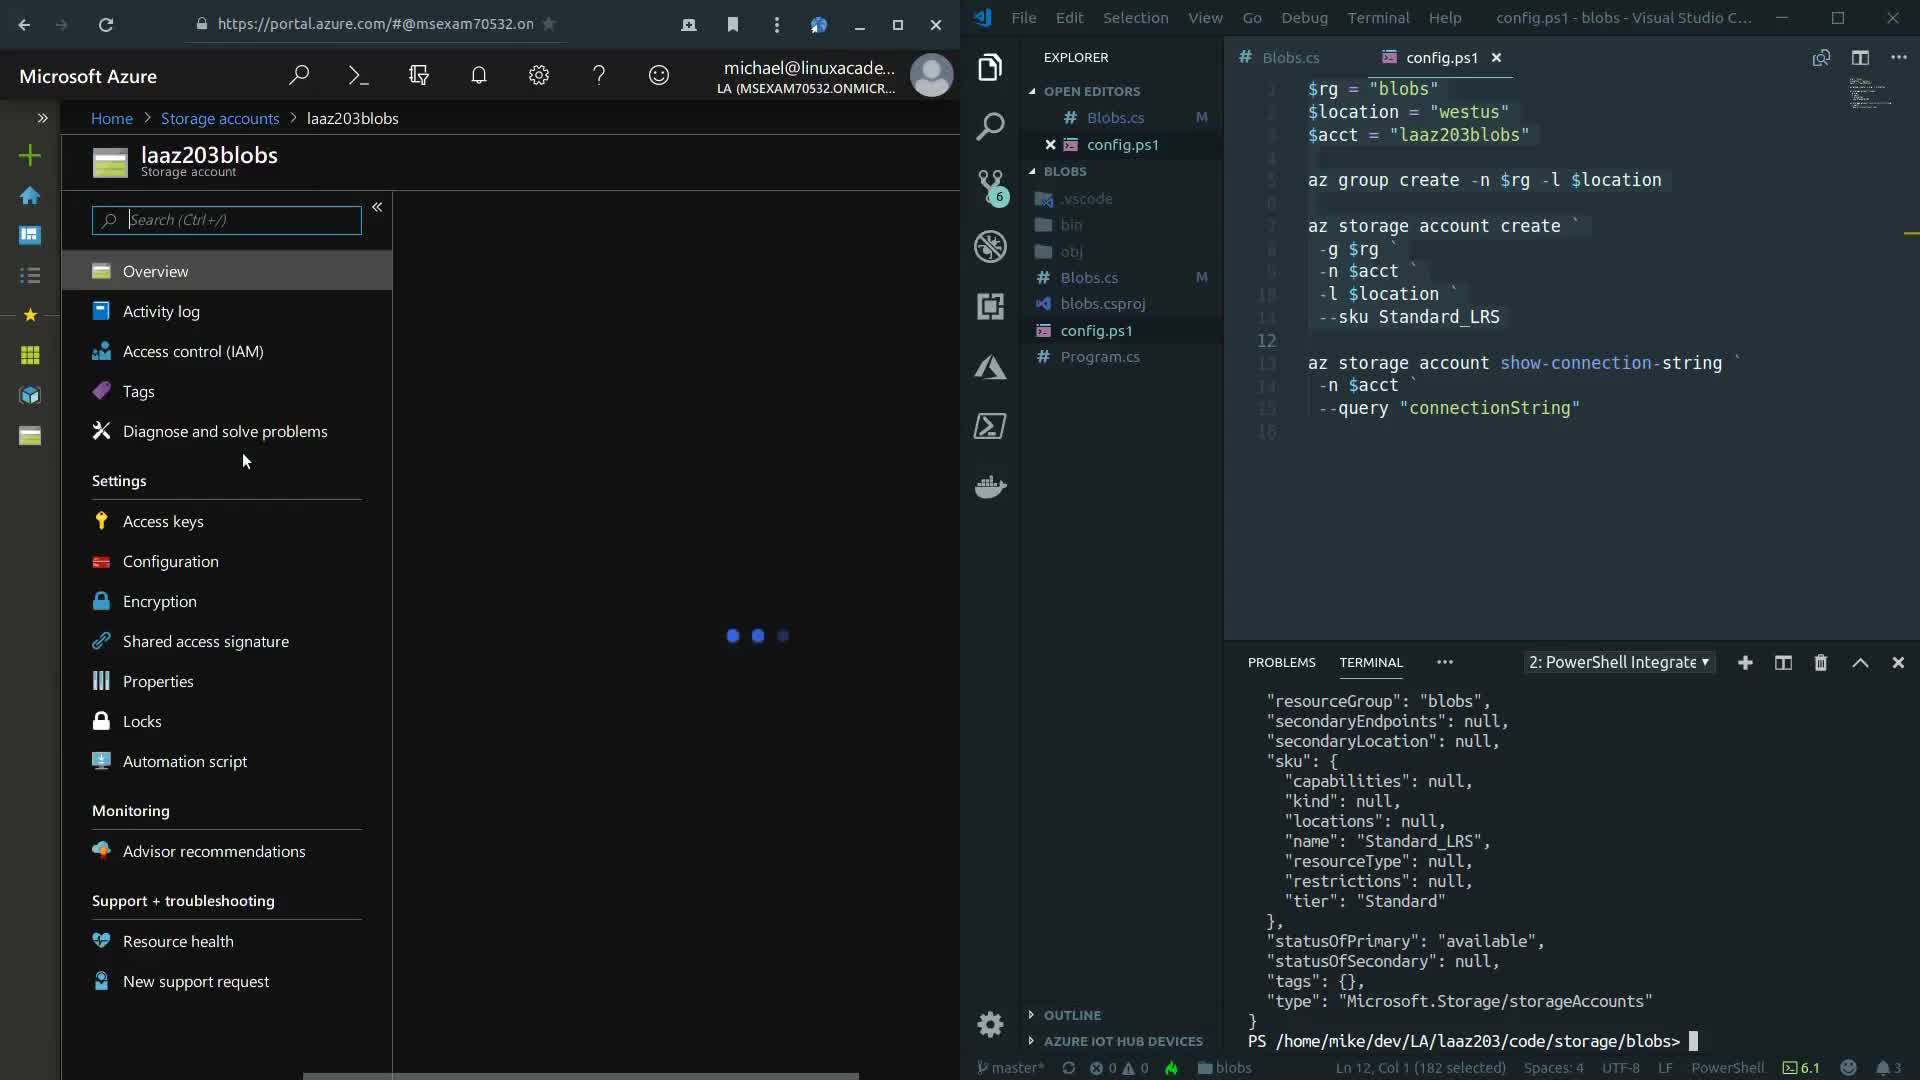 https://portal.azure.com/#@msexam70532.on
Microsoft Azure
michael@linuxacade...
LA (MSEXAM70532.ONMICR...
Home > Storage accounts > laaz203blobs
laaz203blobs
Storage account
Search (Ctrl+/)
Overview
Activity log
Access control (IAM)
Tags
Diagnose and solve problems
Settings
Access keys
Configuration
Encryption
Shared access signature
Properties
Locks
Automation script
Monitoring
Advisor recommendations
Support + troubleshooting
Resource health
New support request
File Edit Selection View Go Debug Terminal Help config.ps1 - blobs - Visual Studio C...
EXPLORER
OPEN EDITORS
# Blobs.cs M
config.ps1
BLOBS
.vscode
bin
obj
# Blobs.cs M
blobs.csproj
config.ps1
# Program.cs
6
OUTLINE
AZURE IOT HUB DEVICES
# Blobs.cs config.ps1
1 $rg = "blobs"
2 $location = "westus"
3 $acct = "laaz203blobs"
4
5 az group create -n $rg -l $location
6
7 az storage account create `
8 -g $rg `
9 -n $acct `
10 -l $location `
11 --sku Standard_LRS
12
13 az storage account show-connection-string `
14 -n $acct `
15 --query "connectionString"
16
PROBLEMS TERMINAL ... 2: PowerShell Integrate
"resourceGroup": "blobs",
"secondaryEndpoints": null,
"secondaryLocation": null,
"sku": {
"capabilities": null,
"kind": null,
"locations": null,
"name": "Standard_LRS",
"resourceType": null,
"restrictions": null,
"tier": "Standard"
},
"statusOfPrimary": "available",
"statusOfSecondary": null,
"tags": {},
"type": "Microsoft.Storage/storageAccounts"
}
PS /home/mike/dev/LA/laaz203/code/storage/blobs>
master* 0 0 blobs Ln 12, Col 1 (182 selected) Spaces: 4 UTF-8 LF PowerShell 6.1 3